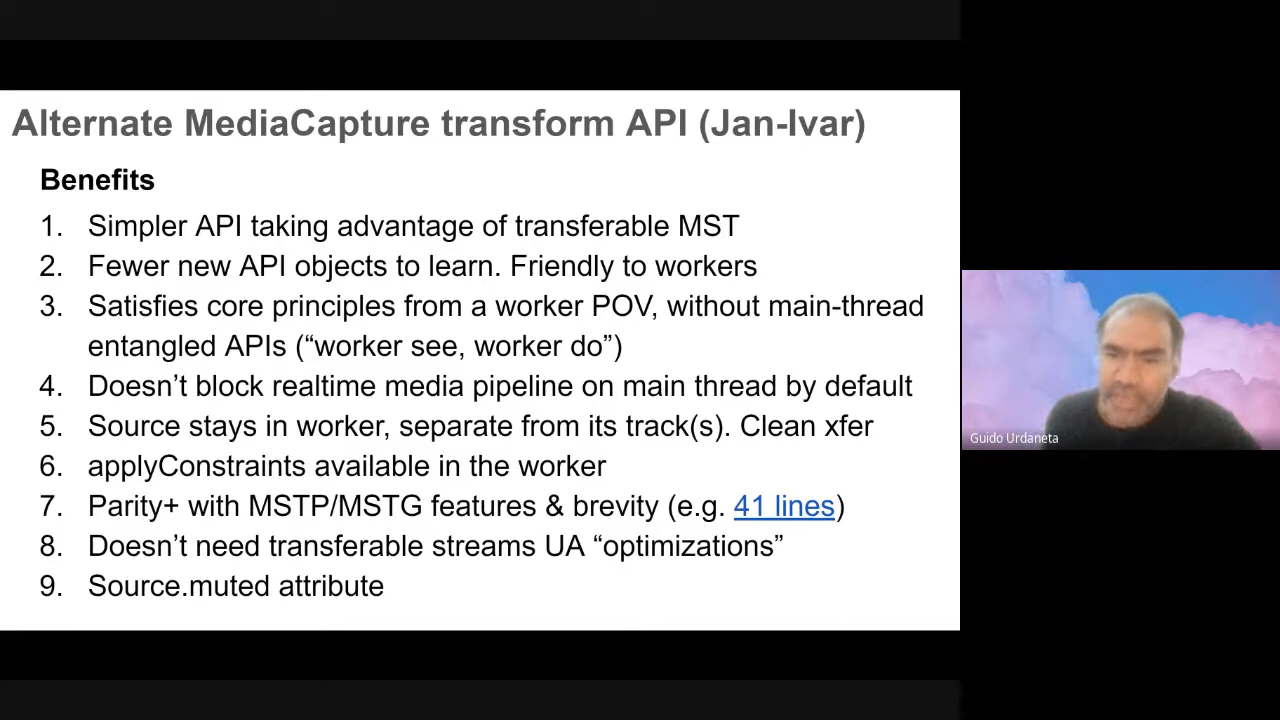 Alternate MediaCapture transform API (Jan-Ivar)
Benefits
1. Simpler API taking advantage of transferable MST
2. Fewer new API objects to learn. Friendly to workers
3. Satisfies core principles from a worker POV, without main-thread
entangled APIs (“worker see, worker do”)
4. Doesn’t block realtime media pipeline on main thread by default
5. Source stays in worker, separate from its track(s). Clean xfer
6. applyConstraints available in the worker
7. Parity+ with MSTP/MSTG features & brevity (e.g. 41 lines)
8. Doesn’t need transferable streams UA “optimizations”
9. Source.muted attribute
Guido Urdaneta